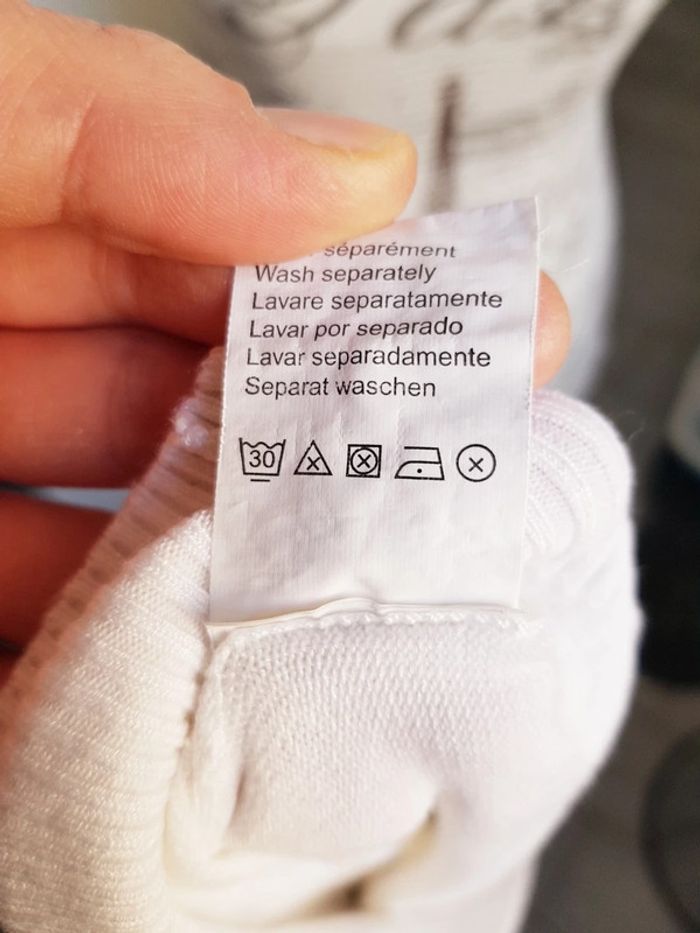 séparément
Wash separately
Lavare separatamente
Lavar por separado
Lavar separadamente
Separat waschen
30